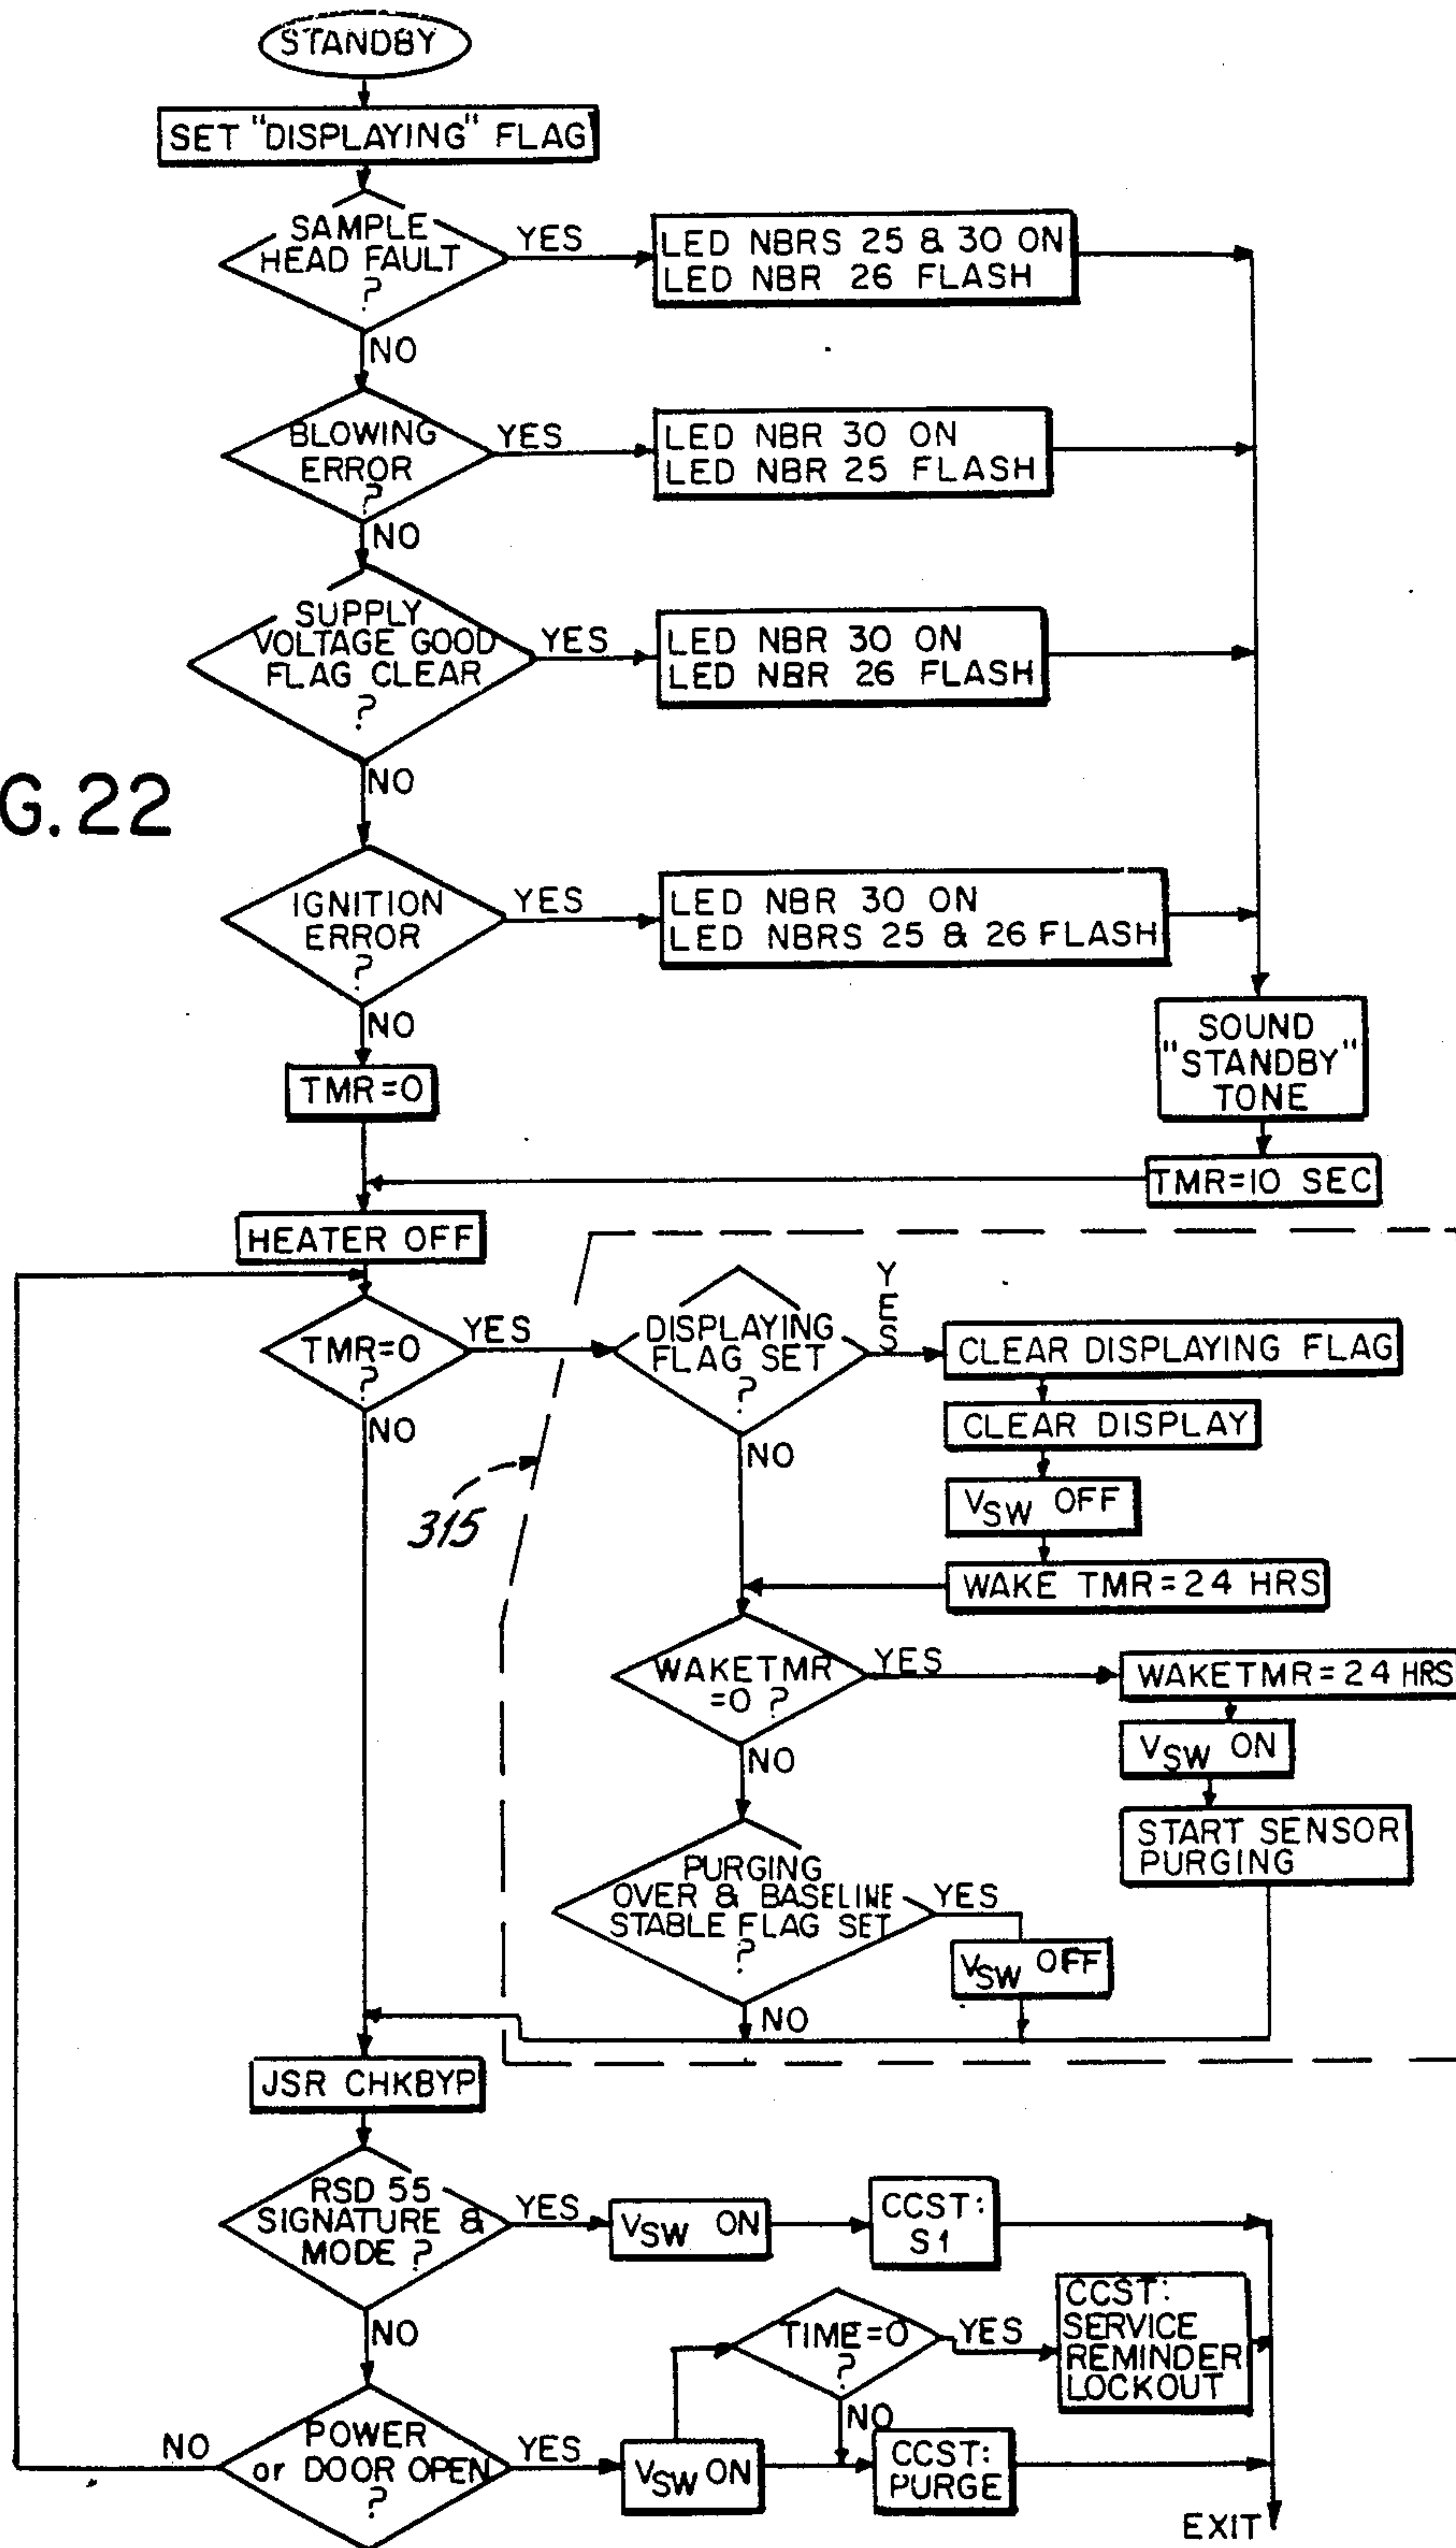 STANDBY
SET "DISPLAYING" FLAG
SAMPLE
HEAD FAULT
?
YES
LED NBRS 25 & 30 ON
LED NBR 26 FLASH
NO
BLOWING
ERROR
?
YES
LED NBR 30 ON
LED NBR 25 FLASH
NO
SUPPLY
VOLTAGE GOOD
FLAG CLEAR
?
YES
LED NBR 30 ON
LED NBR 26 FLASH
NO
G. 22
IGNITION
ERROR
?
YES
LED NBR 30 ON
LED NBRS 25 & 26 FLASH
NO
SOUND
"STANDBY"
TONE
TMR=0
TMR=10 SEC
HEATER OFF
TMR=0
?
YES
NO
DISPLAYING
FLAG SET
?
YES
CLEAR DISPLAYING FLAG
CLEAR DISPLAY
NO
VSW OFF
315
WAKE TMR=24 HRS
WAKETMR
=0 ?
YES
WAKETMR=24 HRS
NO
VSW ON
START SENSOR
PURGING
PURGING
OVER & BASELINE
STABLE FLAG SET
?
YES
VSW OFF
NO
JSR CHKBYP
RSD 55
SIGNATURE &
MODE ?
YES
VSW ON
CCST:
S1
NO
TIME=0
?
YES
CCST:
SERVICE
REMINDER
LOCKOUT
NO
POWER
or DOOR OPEN
?
NO
YES
VSW ON
CCST:
PURGE
EXIT